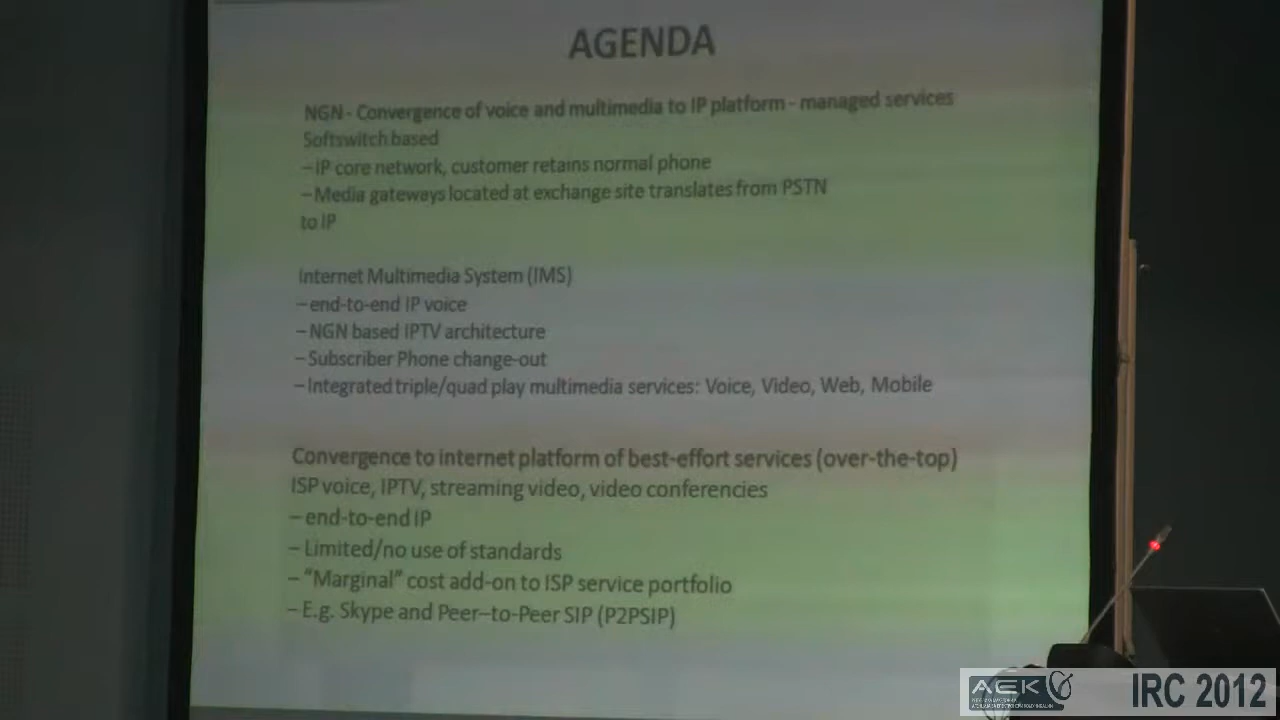 AGENDA
NGN - Convergence of voice and multimedia to IP platform - managed services
Softswitch based
– IP core network, customer retains normal phone
– Media gateways located at exchange site translates from PSTN
to IP
Internet Multimedia System (IMS)
– end-to-end IP voice
– NGN based IPTV architecture
– Subscriber Phone change-out
– Integrated triple/quad play multimedia services: Voice, Video, Web, Mobile
Convergence to internet platform of best-effort services (over-the-top)
ISP voice, IPTV, streaming video, video conferencies
– end-to-end IP
– Limited/no use of standards
– "Marginal" cost add-on to ISP service portfolio
– E.g. Skype and Peer–to-Peer SIP (P2PSIP)
AEK IRC 2012